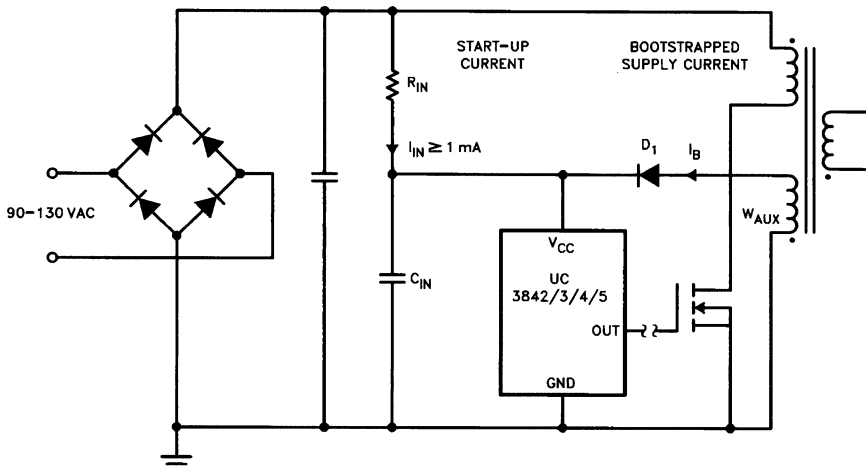 START-UP
CURRENT
BOOTSTRAPPED
SUPPLY CURRENT
R_IN
I_IN ≥ 1 mA
D_1
I_B
90-130 VAC
W_AUX
V_CC
C_IN
UC
3842/3/4/5
OUT
GND